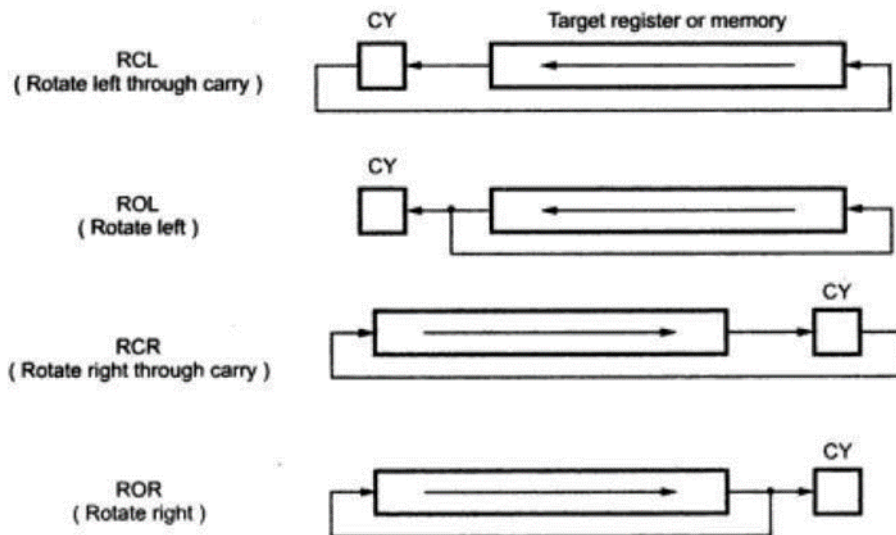 CY Target register or memory
RCL
( Rotate left through carry )
CY
ROL
( Rotate left )
CY
RCR
( Rotate right through carry )
CY
ROR
( Rotate right )